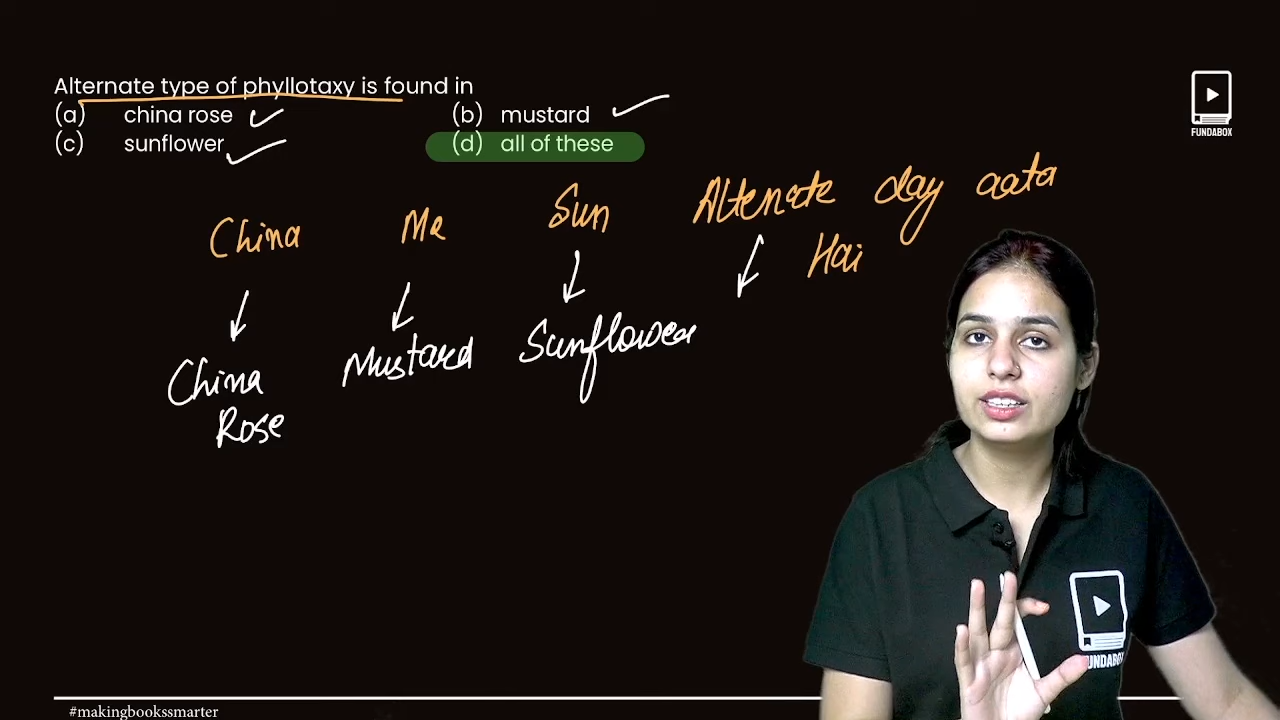 Alternate type of phyllotaxy is found in
(a) china rose (b) mustard
(c) sunflower (d) all of these
FUNDABOX
China Me Sun Alternate day aata
Hai
China Mustard Sunflower
Rose
FUNDABOX
#makingbookssmarter